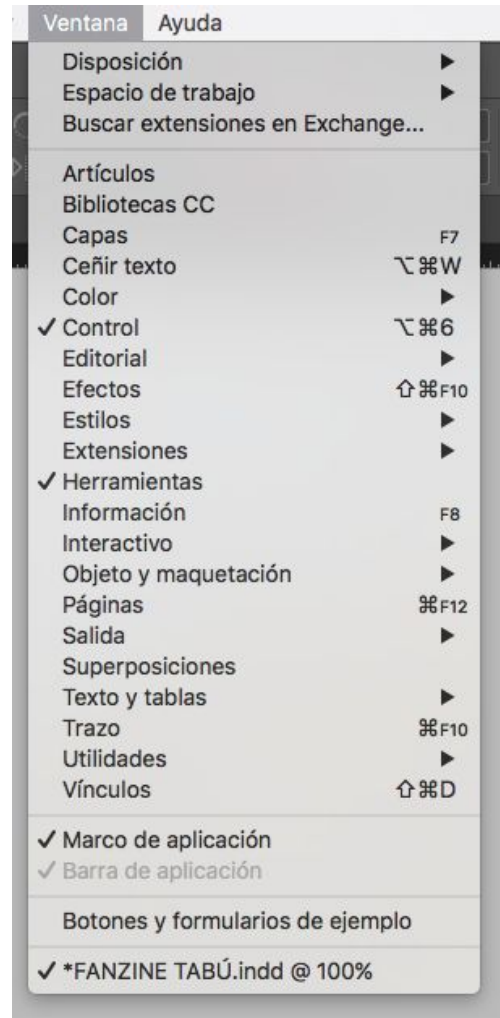 Ventana Ayuda
Disposición ▶
Espacio de trabajo ▶
Buscar extensiones en Exchange...
Artículos
Bibliotecas CC
Capas F7
Ceñir texto ⌥⌘W
Color ▶
✓ Control ⌥⌘6
Editorial ▶
Efectos ⇧⌘F10
Estilos ▶
Extensiones ▶
✓ Herramientas
Información F8
Interactivo ▶
Objeto y maquetación ▶
Páginas ⌘F12
Salida ▶
Superposiciones
Texto y tablas ▶
Trazo ⌘F10
Utilidades ▶
Vínculos ⇧⌘D
✓ Marco de aplicación
✓ Barra de aplicación
Botones y formularios de ejemplo
✓ *FANZINE TABÚ.indd @ 100%